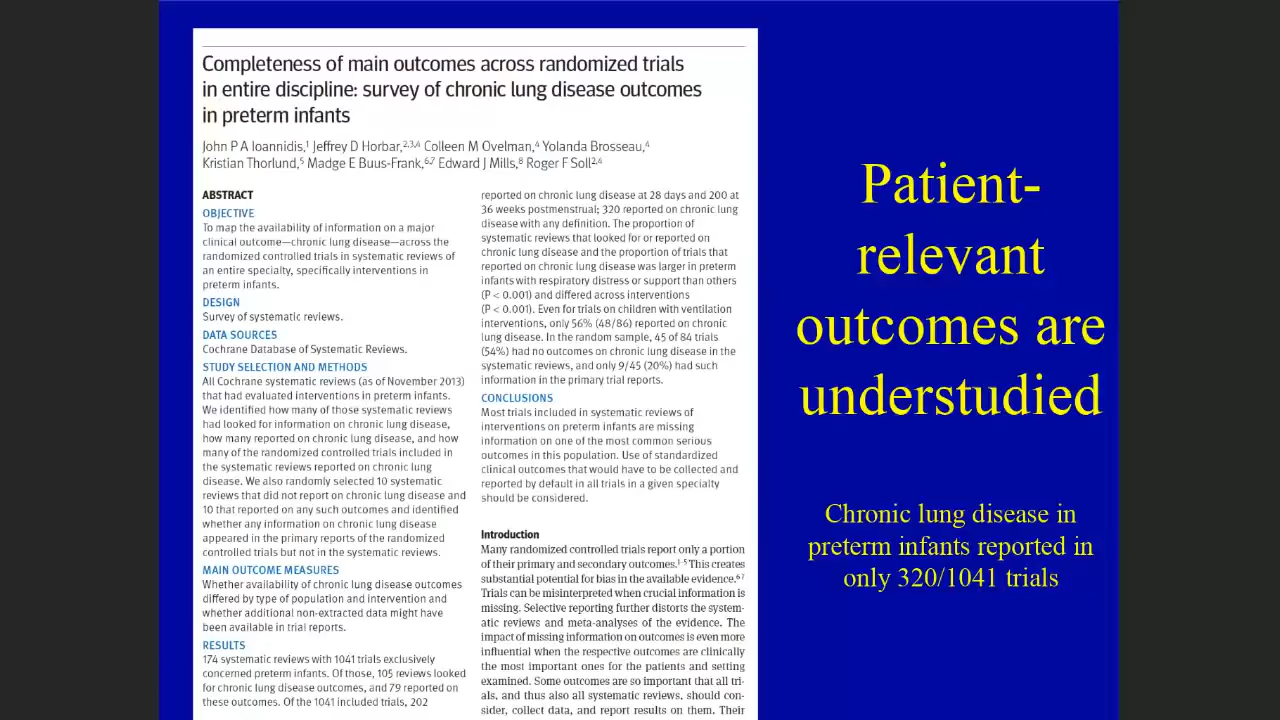 Completeness of main outcomes across randomized trials
in entire discipline: survey of chronic lung disease outcomes
in preterm infants
John P A Ioannidis,1 Jeffrey D Horbar,2,3,4 Colleen M Ovelman,4 Yolanda Brosseau,4
Kristian Thorlund,5 Madge E Buus-Frank,6,7 Edward J Mills,8 Roger F Soll2,4
ABSTRACT
OBJECTIVE
To map the availability of information on a major
clinical outcome—chronic lung disease—across the
randomized controlled trials in systematic reviews of
an entire specialty, specifically interventions in
preterm infants.
DESIGN
Survey of systematic reviews.
DATA SOURCES
Cochrane Database of Systematic Reviews.
STUDY SELECTION AND METHODS
All Cochrane systematic reviews (as of November 2013)
that had evaluated interventions in preterm infants.
We identified how many of those systematic reviews
had looked for information on chronic lung disease,
how many reported on chronic lung disease, and how
many of the randomized controlled trials included in
the systematic reviews reported on chronic lung
disease. We also randomly selected 10 systematic
reviews that did not report on chronic lung disease and
10 that reported on any such outcomes and identified
whether any information on chronic lung disease
appeared in the primary reports of the randomized
controlled trials but not in the systematic reviews.
MAIN OUTCOME MEASURES
Whether availability of chronic lung disease outcomes
differed by type of population and intervention and
whether additional non-extracted data might have
been available in trial reports.
RESULTS
174 systematic reviews with 1041 trials exclusively
concerned preterm infants. Of those, 105 reviews looked
for chronic lung disease outcomes, and 79 reported on
these outcomes. Of the 1041 included trials, 202
reported on chronic lung disease at 28 days and 200 at
36 weeks postmenstrual; 320 reported on chronic lung
disease with any definition. The proportion of
systematic reviews that looked for or reported on
chronic lung disease and the proportion of trials that
reported on chronic lung disease was larger in preterm
infants with respiratory distress or support than others
(P < 0.001) and differed across interventions
(P < 0.001). Even for trials on children with ventilation
interventions, only 56% (48/86) reported on chronic
lung disease. In the random sample, 45 of 84 trials
(54%) had no outcomes on chronic lung disease in the
systematic reviews, and only 9/45 (20%) had such
information in the primary trial reports.
CONCLUSIONS
Most trials included in systematic reviews of
interventions on preterm infants are missing
information on one of the most common serious
outcomes in this population. Use of standardized
clinical outcomes that would have to be collected and
reported by default in all trials in a given specialty
should be considered.
Introduction
Many randomized controlled trials report only a portion
of their primary and secondary outcomes.1-5 This creates
substantial potential for bias in the available evidence.6 7
Trials can be misinterpreted when crucial information is
missing. Selective reporting further distorts the system-
atic reviews and meta-analyses of the evidence. The
impact of missing information on outcomes is even more
influential when the respective outcomes are clinically
the most important ones for the patients and setting
examined. Some outcomes are so important that all tri-
als, and thus also all systematic reviews, should con-
sider, collect data, and report results on them. Their
Patient-
relevant
outcomes are
understudied
Chronic lung disease in
preterm infants reported in
only 320/1041 trials